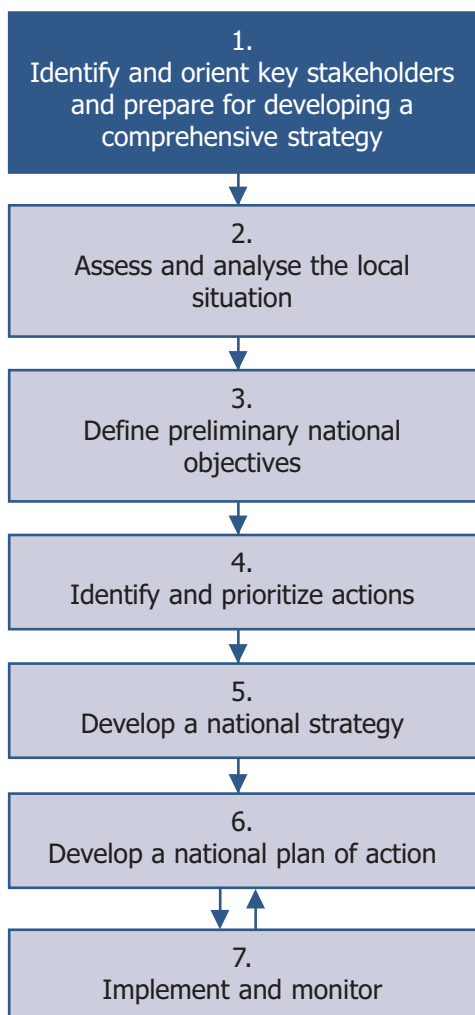 1.
Identify and orient key stakeholders
and prepare for developing a
comprehensive strategy
2.
Assess and analyse the local
situation
3.
Define preliminary national
objectives
4.
Identify and prioritize actions
5.
Develop a national strategy
6.
Develop a national plan of action
7.
Implement and monitor